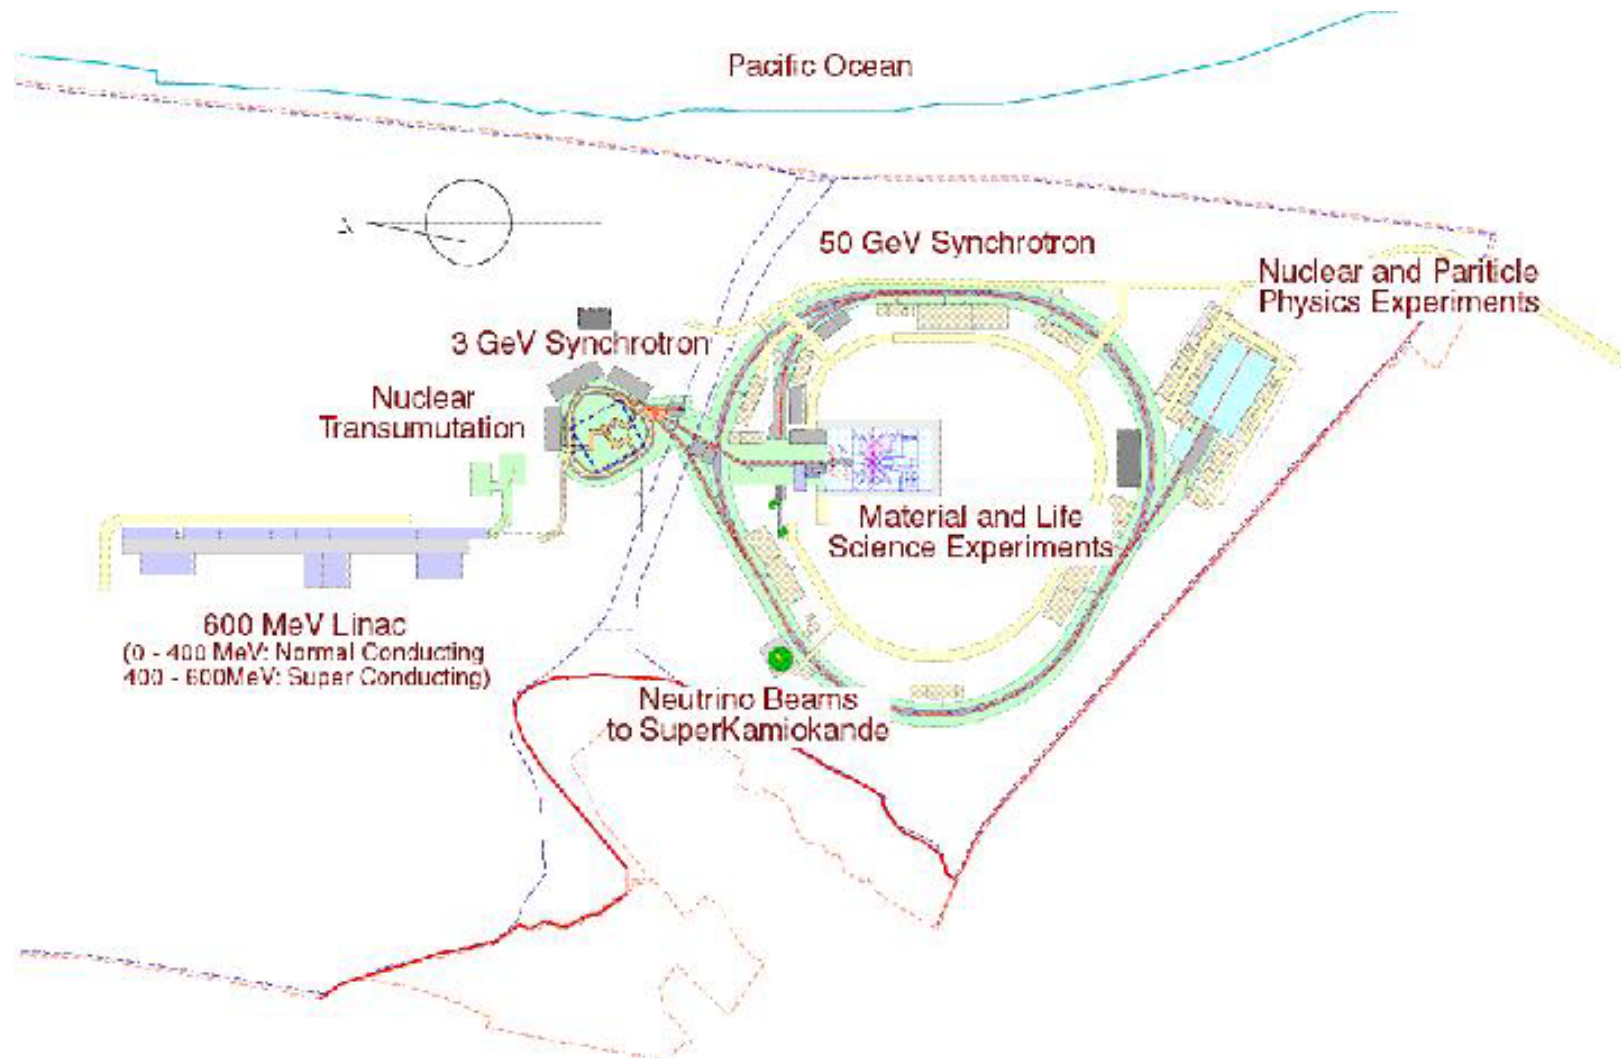 Pacific Ocean
50 GeV Synchrotron
Nuclear and Pariticle
Physics Experiments
3 GeV Synchrotron
Nuclear
Transumutation
Material and Life
Science Experiments
600 MeV Linac
(0 - 400 MeV: Normal Conducting
400 - 600MeV: Super Conducting)
Neutrino Beams
to SuperKamiokande